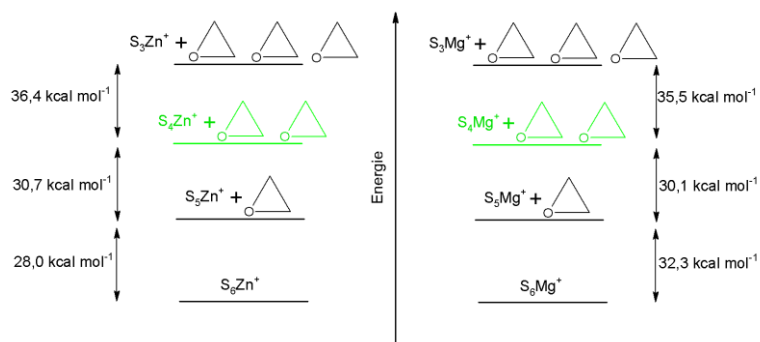 S₃Zn⁺ + O O O
36,4 kcal mol⁻¹
S₄Zn⁺ + O O
30,7 kcal mol⁻¹
S₅Zn⁺ + O
28,0 kcal mol⁻¹
S₆Zn⁺
Energie
S₃Mg⁺ + O O O
35,5 kcal mol⁻¹
S₄Mg⁺ + O O
30,1 kcal mol⁻¹
S₅Mg⁺ + O
32,3 kcal mol⁻¹
S₆Mg⁺